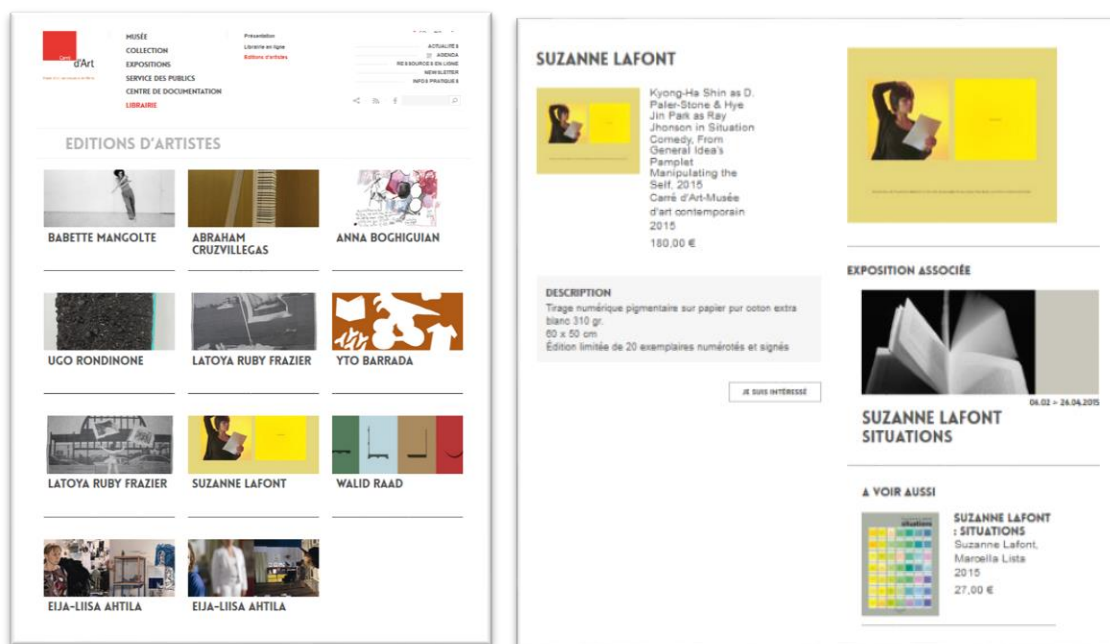 Carré
d'Art
MUSÉE
COLLECTION
EXPOSITIONS
SERVICE DES PUBLICS
CENTRE DE DOCUMENTATION
LIBRAIRIE
Présentation
Librairie en ligne
Editions d'artistes
ACTUALITÉS
AGENDA
RESSOURCES EN LIGNE
NEWSLETTER
INFOS PRATIQUES
EDITIONS D'ARTISTES
BABETTE MANGOLTE
ABRAHAM
CRUZVILLEGAS
ANNA BOGHIGUIAN
UGO RONDINONE
LATOYA RUBY FRAZIER
YTO BARRADA
LATOYA RUBY FRAZIER
SUZANNE LAFONT
WALID RAAD
EIJA-LIISA AHTILA
EIJA-LIISA AHTILA
SUZANNE LAFONT
Kyong-Ha Shin as D.
Paler-Stone & Hye
Jin Park as Ray
Jhonson in Situation
Comedy, From
General Idea's
Pamplet
Manipulating the
Self, 2015
Carré d'Art-Musée
d'art contemporain
2015
180,00 €
DESCRIPTION
Tirage numérique pigmentaire sur papier pur coton extra
blanc 310 gr.
60 x 50 cm
Édition limitée de 20 exemplaires numérotés et signés
JE SUIS INTÉRESSÉ
EXPOSITION ASSOCIÉE
06.02 > 26.04.2015
SUZANNE LAFONT
SITUATIONS
A VOIR AUSSI
situations
SUZANNE LAFONT
: SITUATIONS
Suzanne Lafont,
Marcella Lista
2015
27,00 €